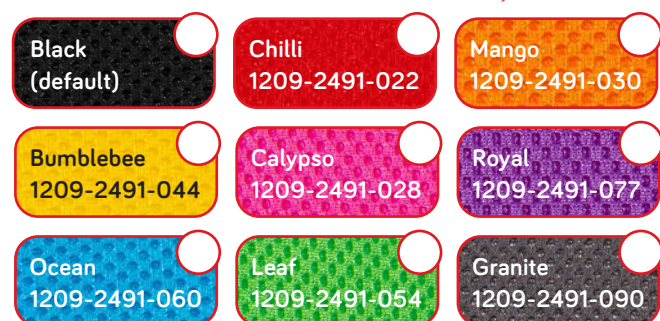 Black
(default)
Chilli
1209-2491-022
Mango
1209-2491-030
Bumblebee
1209-2491-044
Calypso
1209-2491-028
Royal
1209-2491-077
Ocean
1209-2491-060
Leaf
1209-2491-054
Granite
1209-2491-090